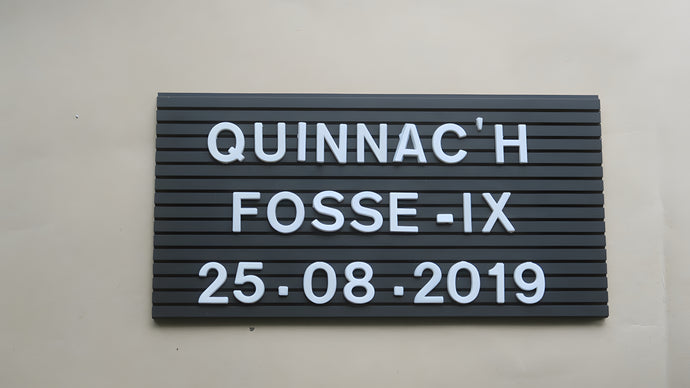 QUINNAC'H
FOSSE-IX
25.08.2019